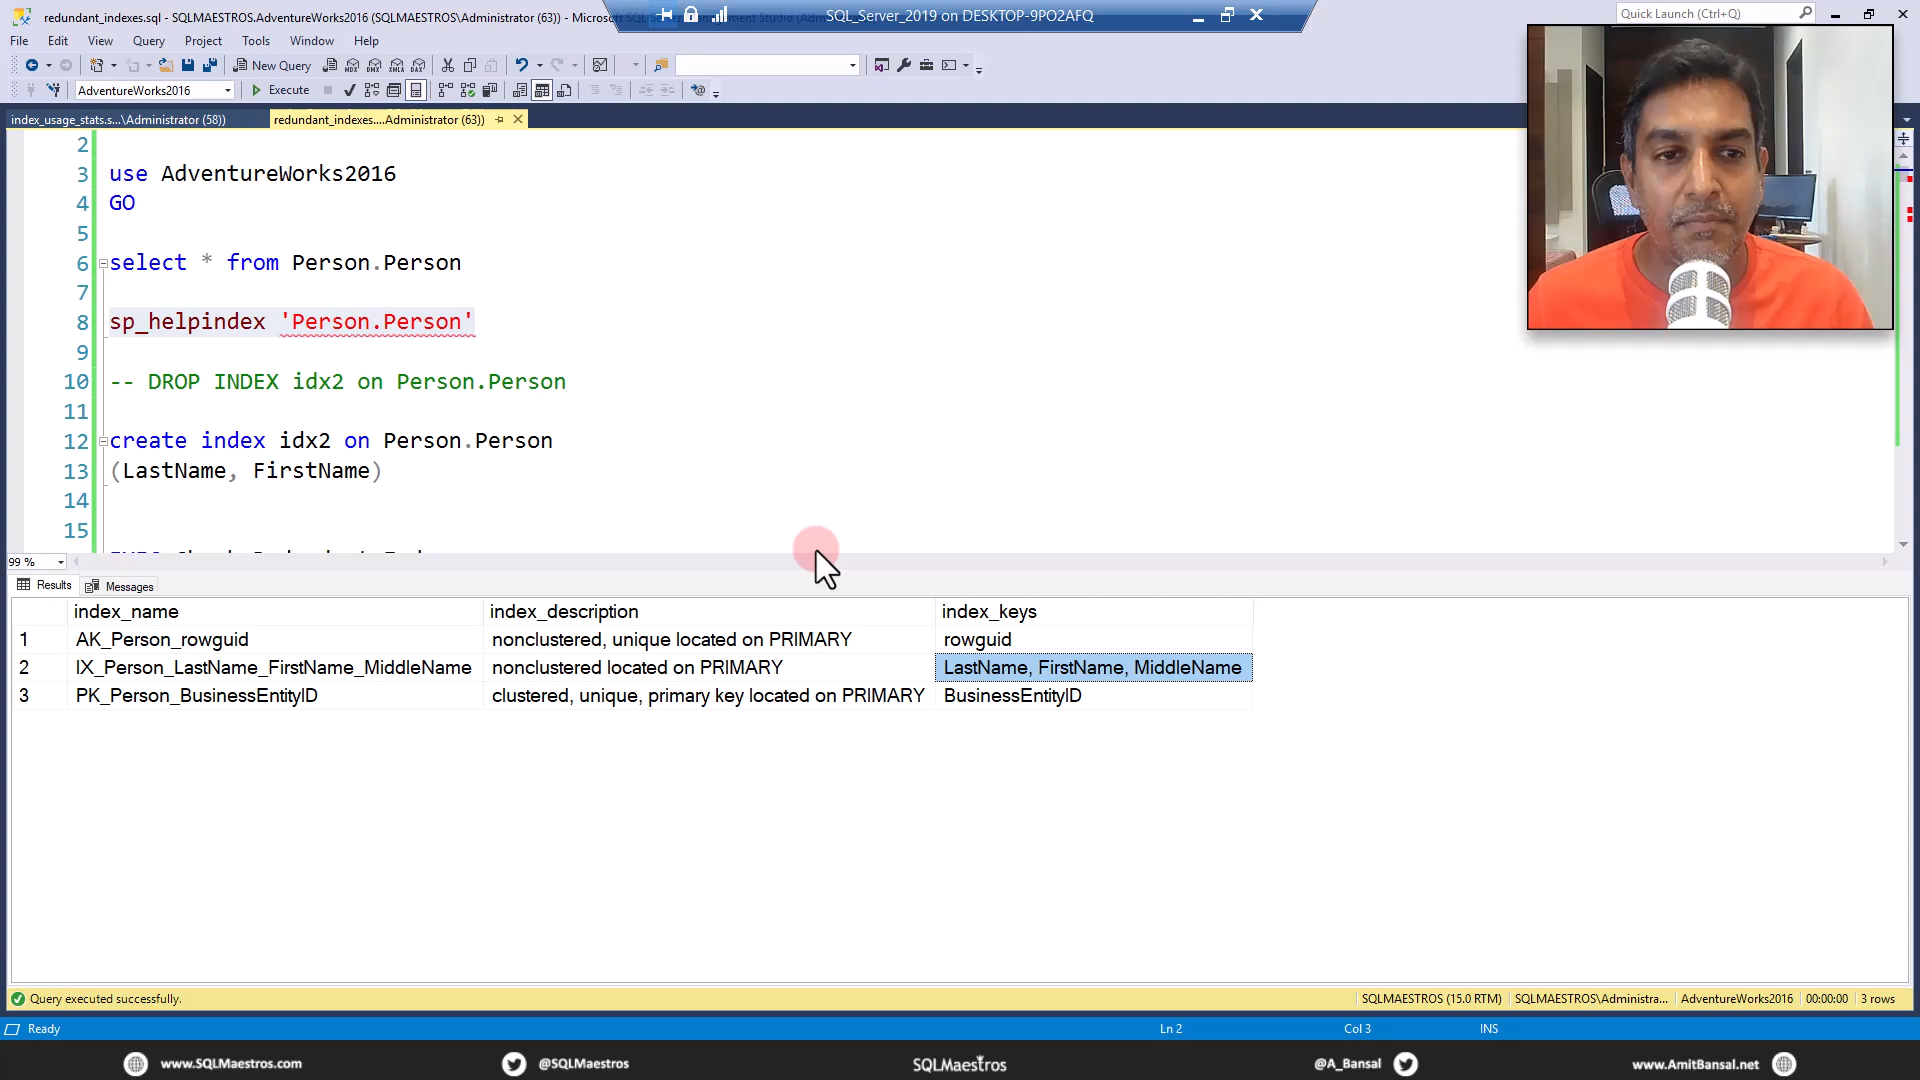 redundant_indexes.sql - SQLMAESTROS.AdventureWorks2016 (SQLMAESTROS\Administrator (63)) - Micros
SQL_Server_2019 on DESKTOP-9PO2AFQ
Quick Launch (Ctrl+Q)
File Edit View Query Project Tools Window Help
New Query
AdventureWorks2016 Execute
index_usage_stats.s...\Administrator (58)) redundant_indexes....Administrator (63))
2
3 use AdventureWorks2016
4 GO
5
6 select * from Person.Person
7
8 sp_helpindex 'Person.Person'
9
10 -- DROP INDEX idx2 on Person.Person
11
12 create index idx2 on Person.Person
13 (LastName, FirstName)
14
15
99 %
Results Messages
index_name index_description index_keys
1 AK_Person_rowguid nonclustered, unique located on PRIMARY rowguid
2 IX_Person_LastName_FirstName_MiddleName nonclustered located on PRIMARY LastName, FirstName, MiddleName
3 PK_Person_BusinessEntityID clustered, unique, primary key located on PRIMARY BusinessEntityID
Query executed successfully. SQLMAESTROS (15.0 RTM) SQLMAESTROS\Administra... AdventureWorks2016 00:00:00 3 rows
Ready Ln 2 Col 3 INS
www.SQLMaestros.com @SQLMaestros SQLMaestros @A_Bansal www.AmitBansal.net